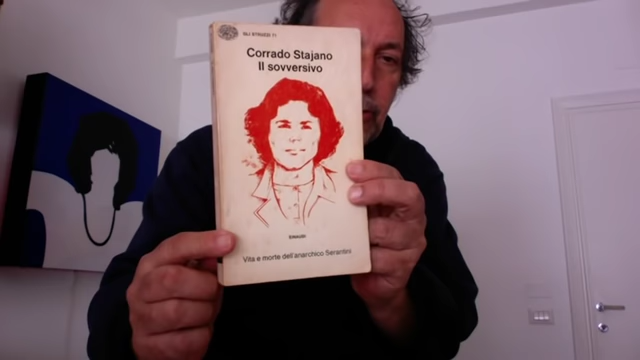 GLI STRUZZI 71
Corrado Stajano
Il sovversivo
EINAUDI
Vita e morte dell'anarchico Serantini